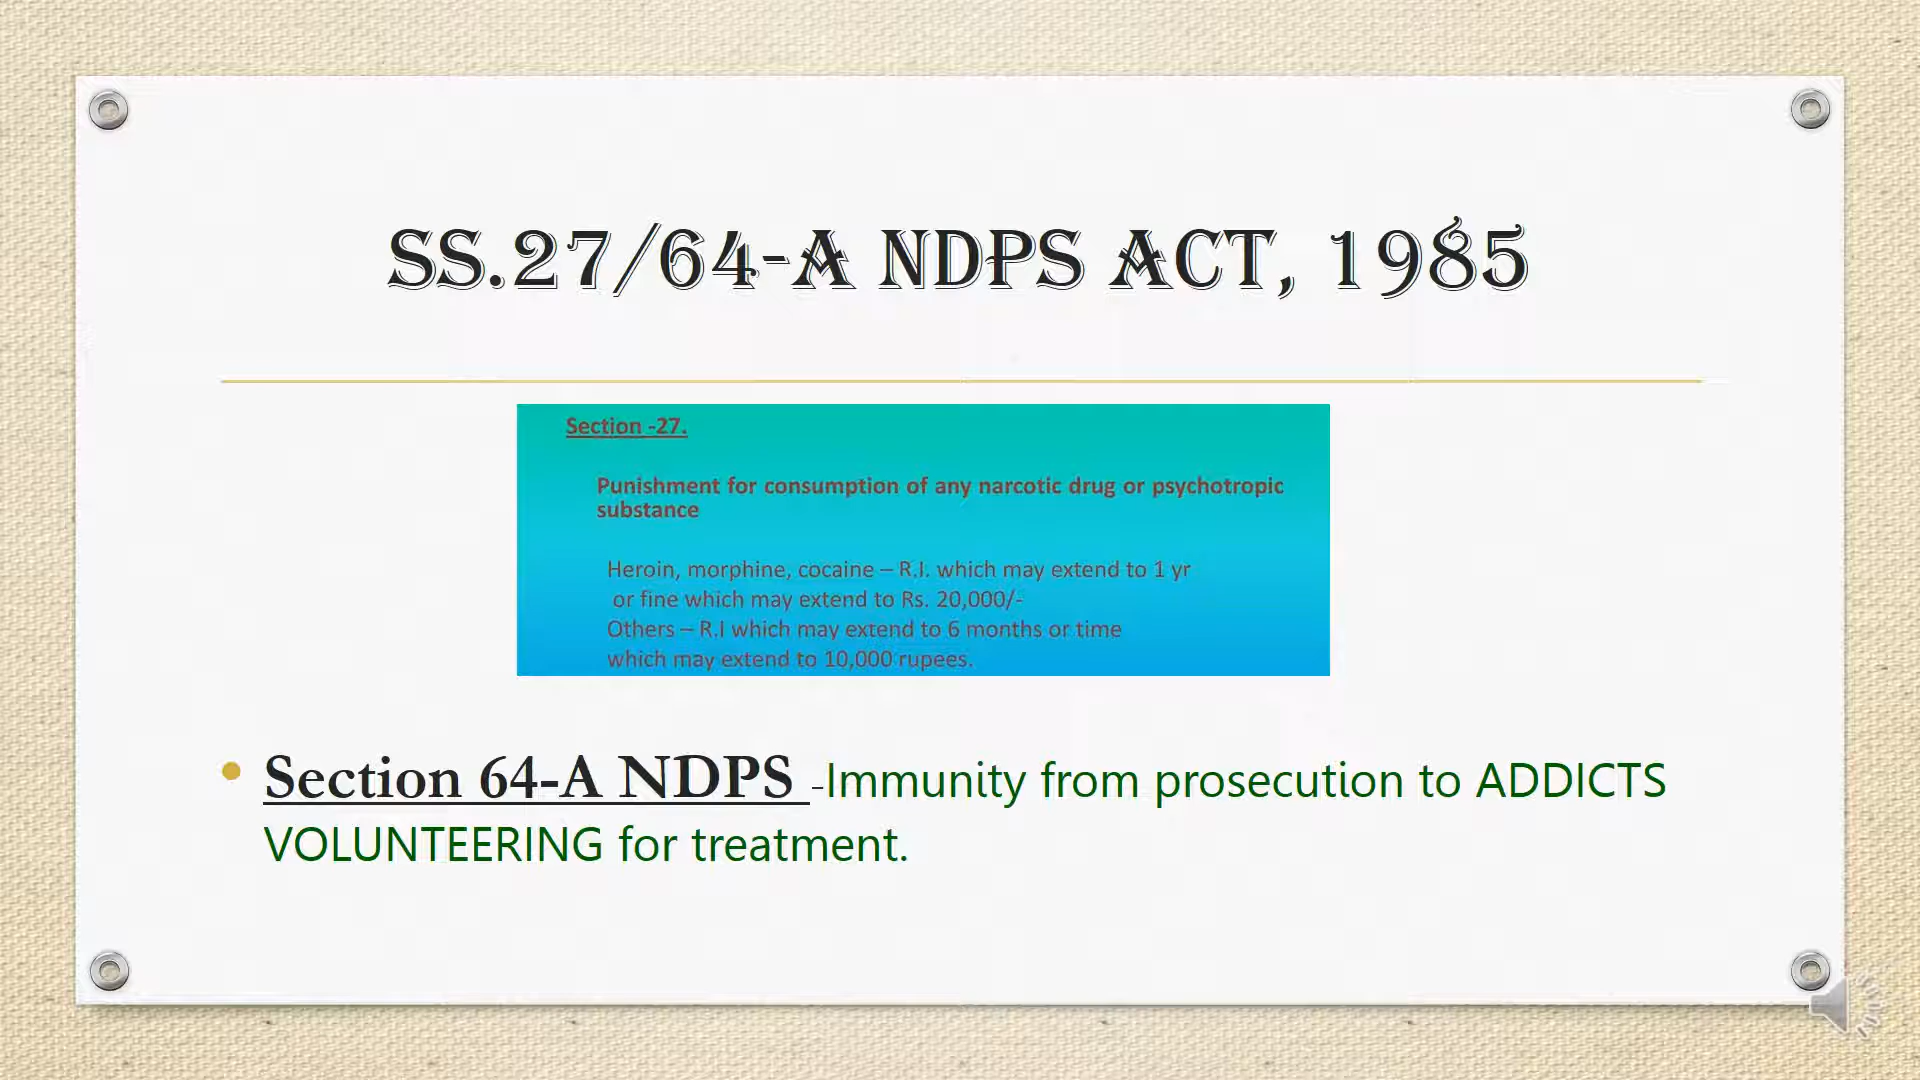 SS.27/64-A NDPS ACT, 1985
Section -27.
Punishment for consumption of any narcotic drug or psychotropic
substance
Heroin, morphine, cocaine – R.I. which may extend to 1 yr
or fine which may extend to Rs. 20,000/-
Others – R.I which may extend to 6 months or time
which may extend to 10,000 rupees.
• Section 64-A NDPS -Immunity from prosecution to ADDICTS
VOLUNTEERING for treatment.